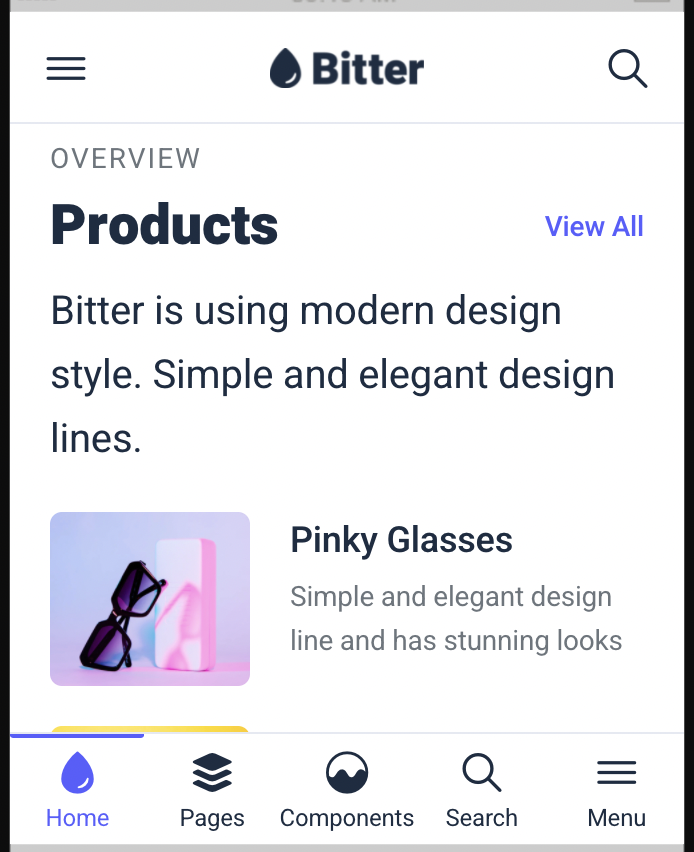 Bitter
OVERVIEW
Products
View All
Bitter is using modern design
style. Simple and elegant design
lines.
Pinky Glasses
Simple and elegant design
line and has stunning looks
Home
Pages
Components
Search
Menu